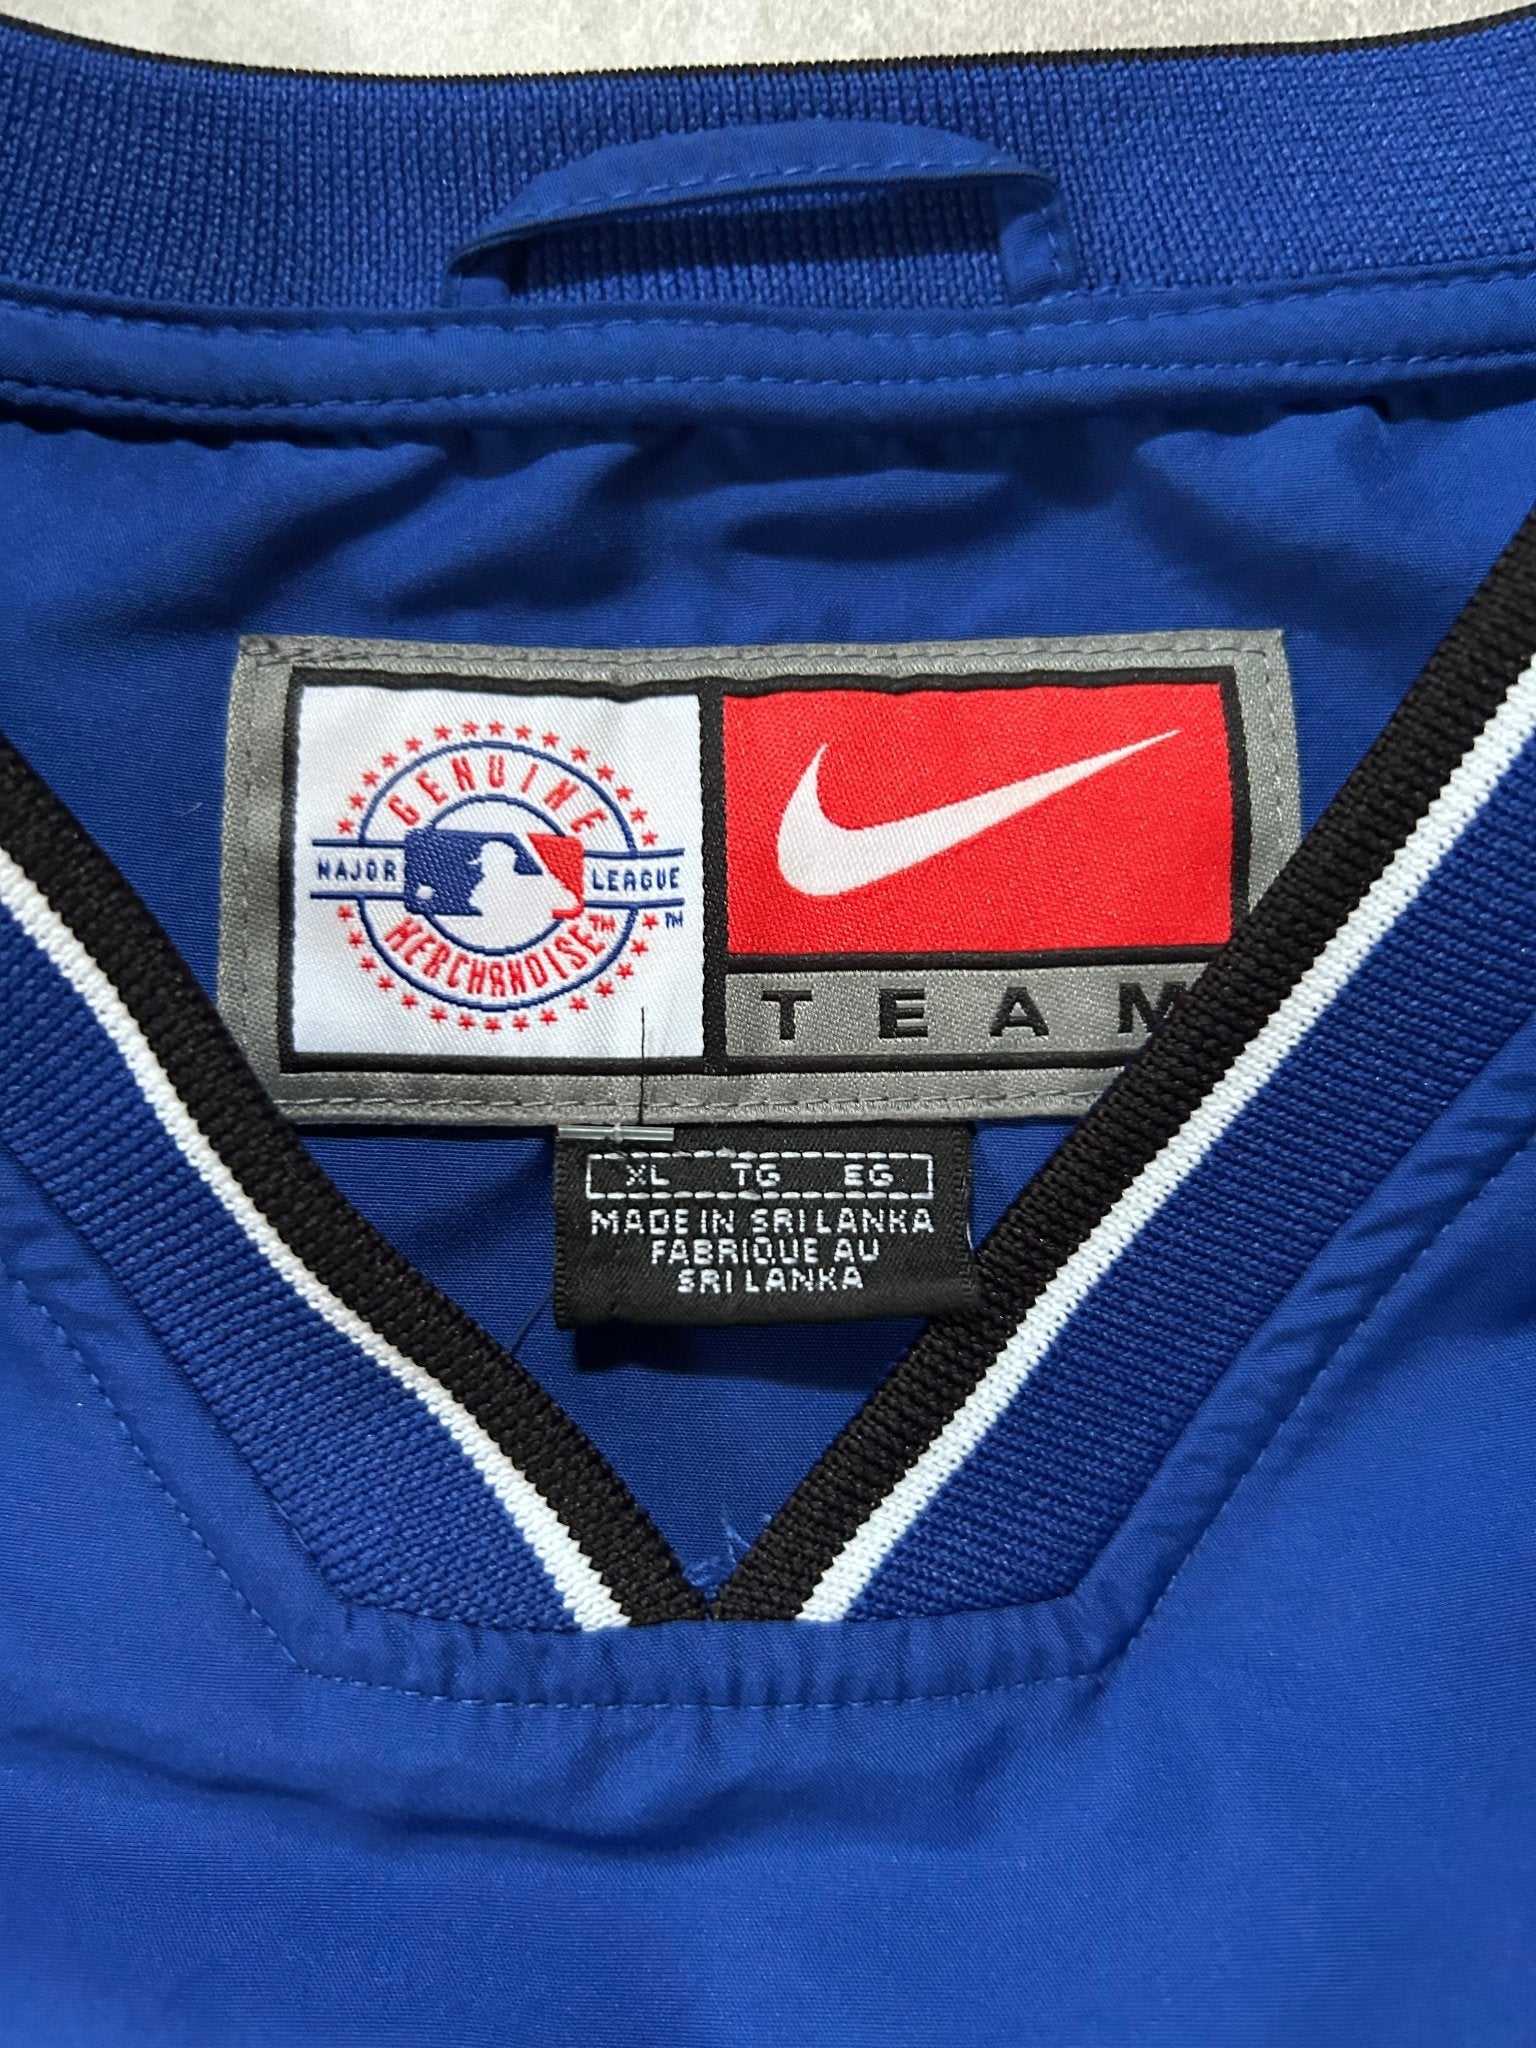 GENUINE
MAJOR LEAGUE
TM
MERCHANDISE
TM
TEAM
XL TG EG
MADE IN SRI LANKA
FABRIQUE AU
SRI LANKA